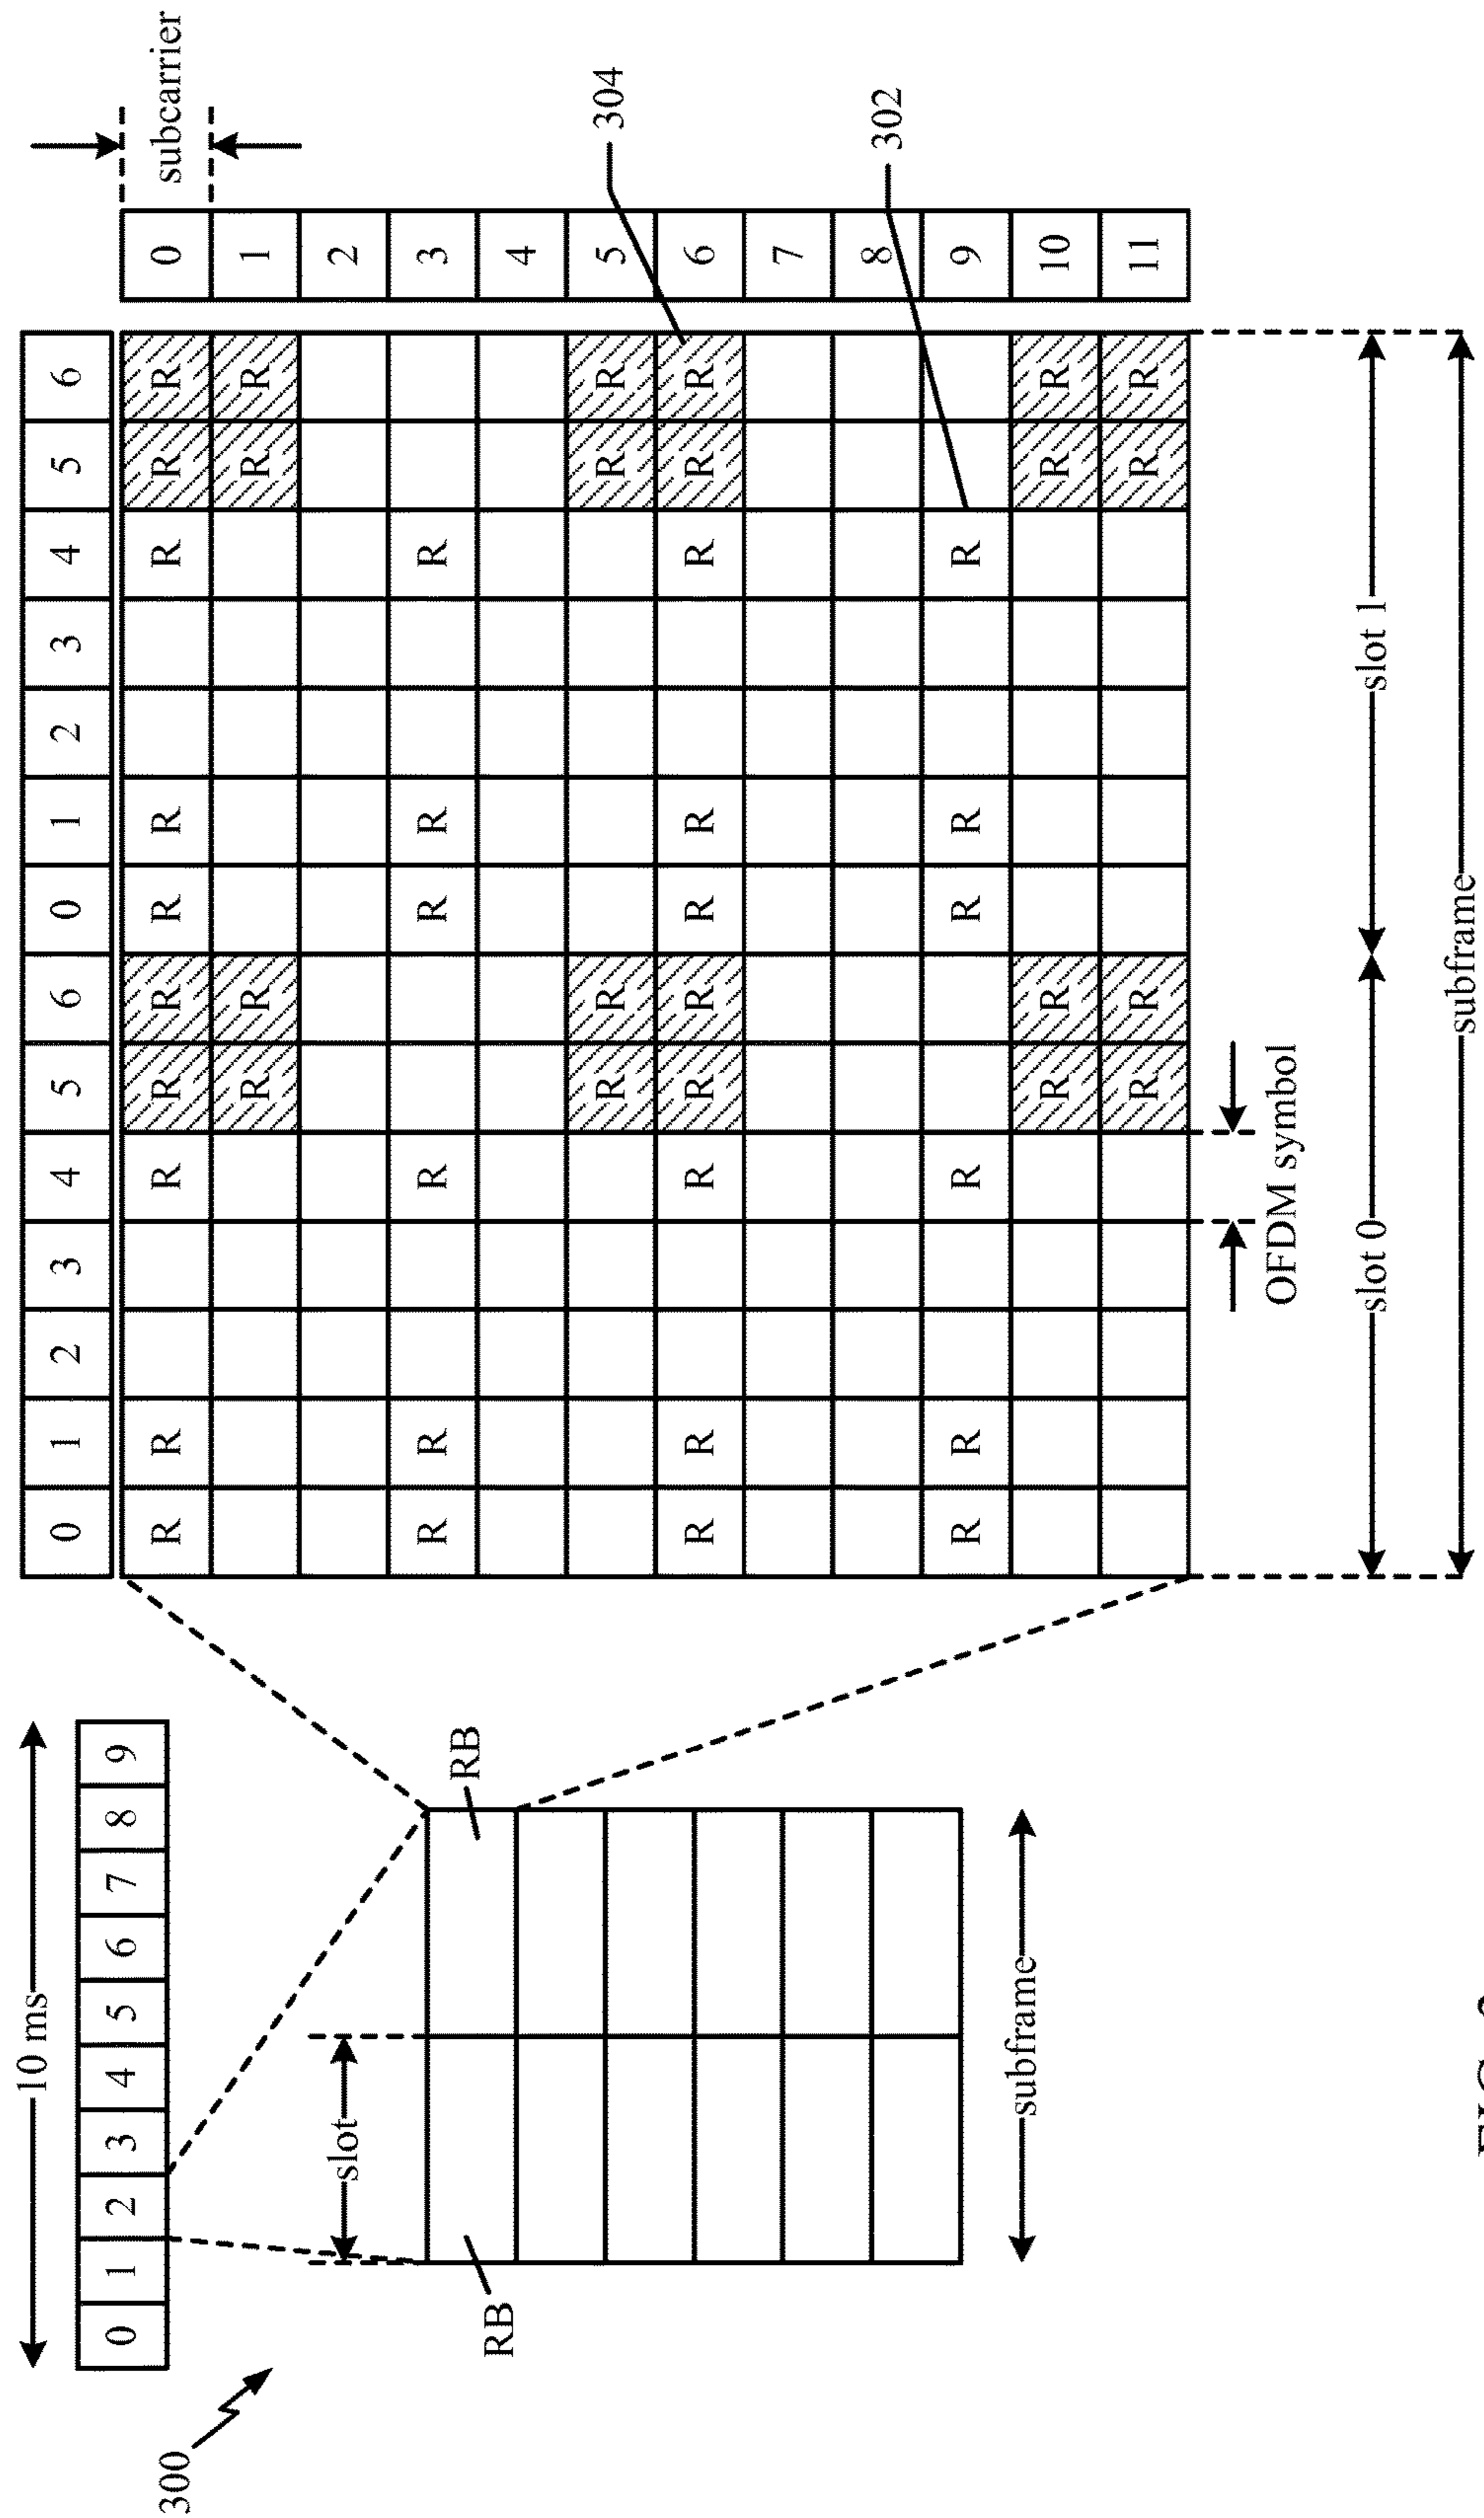 10 ms
0 1 2 3 4 5 6 7 8 9
300
slot
RB
RB
subframe
0 1 2 3 4 5 6 0 1 2 3 4 5 6
R R R R R R R R R R 0
subcarrier
R R R R 1
2
R R R R R R 3
4
R R R R 5
304
R R R R R R R R R R 6
7
8
302
R R R R R R 9
R R R R 10
R R R R 11
OFDM symbol
slot 0
slot 1
subframe